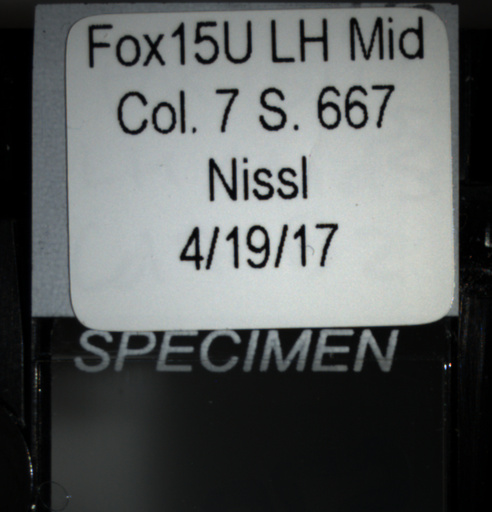 Fox15U LH Mid
Col. 7 S. 667
Nissl
4/19/17
SPECIMEN